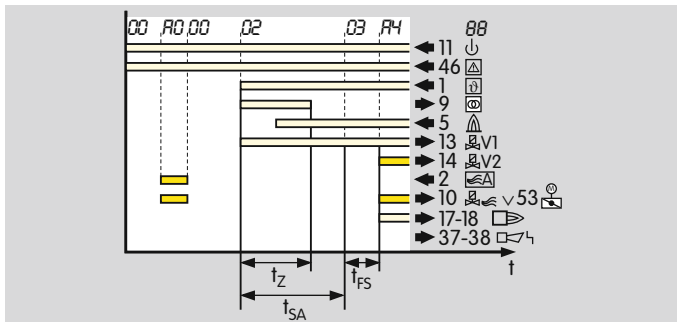 00 A0 00 02 03 A4 88
11
46
1 ϑ
9
5
13 V1
14 V2
2 A
10 ∨ 53 M
17-18
37-38
t
tZ
tFS
tSA